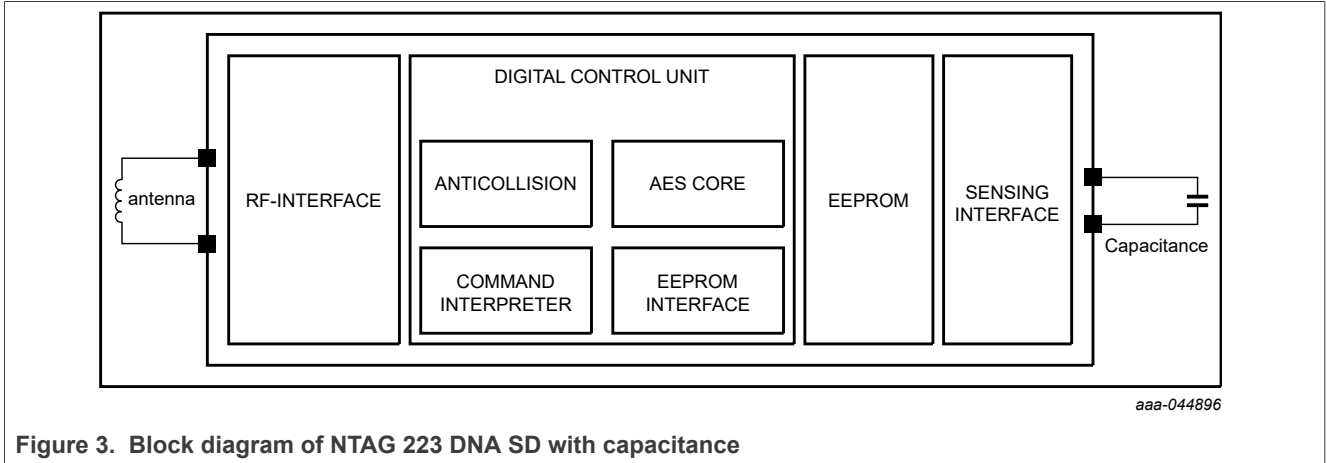 DIGITAL CONTROL UNIT
antenna
RF-INTERFACE
ANTICOLLISION
AES CORE
COMMAND
INTERPRETER
EEPROM
INTERFACE
EEPROM
SENSING
INTERFACE
Capacitance
aaa-044896
Figure 3. Block diagram of NTAG 223 DNA SD with capacitance